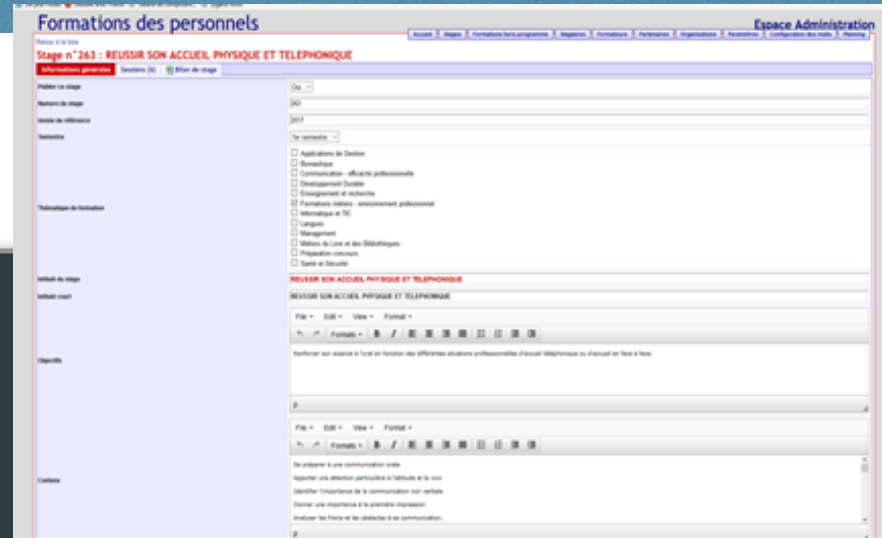 Formations des personnels
Espace Administration
Accueil Stages Formations hors programme Stagiaires Formateurs Partenaires Organisations Paramètres Configuration des mails Planning
Retour à la liste
Stage n°263 : REUSSIR SON ACCUEIL PHYSIQUE ET TELEPHONIQUE
Informations générales Sessions Bilan de stage
Publier ce stage Oui
Numero de stage 263
Année de référence 2017
Semestre 1er semestre
Thématique de formation
Applications de Gestion
Bureautique
Communication - efficacité professionnelle
Développement Durable
Enseignement et recherche
Formations métiers - environnement professionnel
Informatique et TIC
Langues
Management
Métiers du Livre et des Bibliothèques
Préparation concours
Santé et Sécurité
Intitulé du stage REUSSIR SON ACCUEIL PHYSIQUE ET TELEPHONIQUE
Intitulé court REUSSIR SON ACCUEIL PHYSIQUE ET TELEPHONIQUE
Objectifs
File Edit View Format
Formats B I
Renforcer son aisance à l'oral en fonction des différentes situations professionnelles d'accueil téléphonique ou d'accueil en face à face.
p
Contenu
File Edit View Format
Formats B I
Se préparer à une communication orale
Apporter une attention particulière à l'attitude et la voix
Identifier l'importance de la communication non verbale
Donner une importance à la première impression
Analyser les freins et les obstacles à sa communication.
p